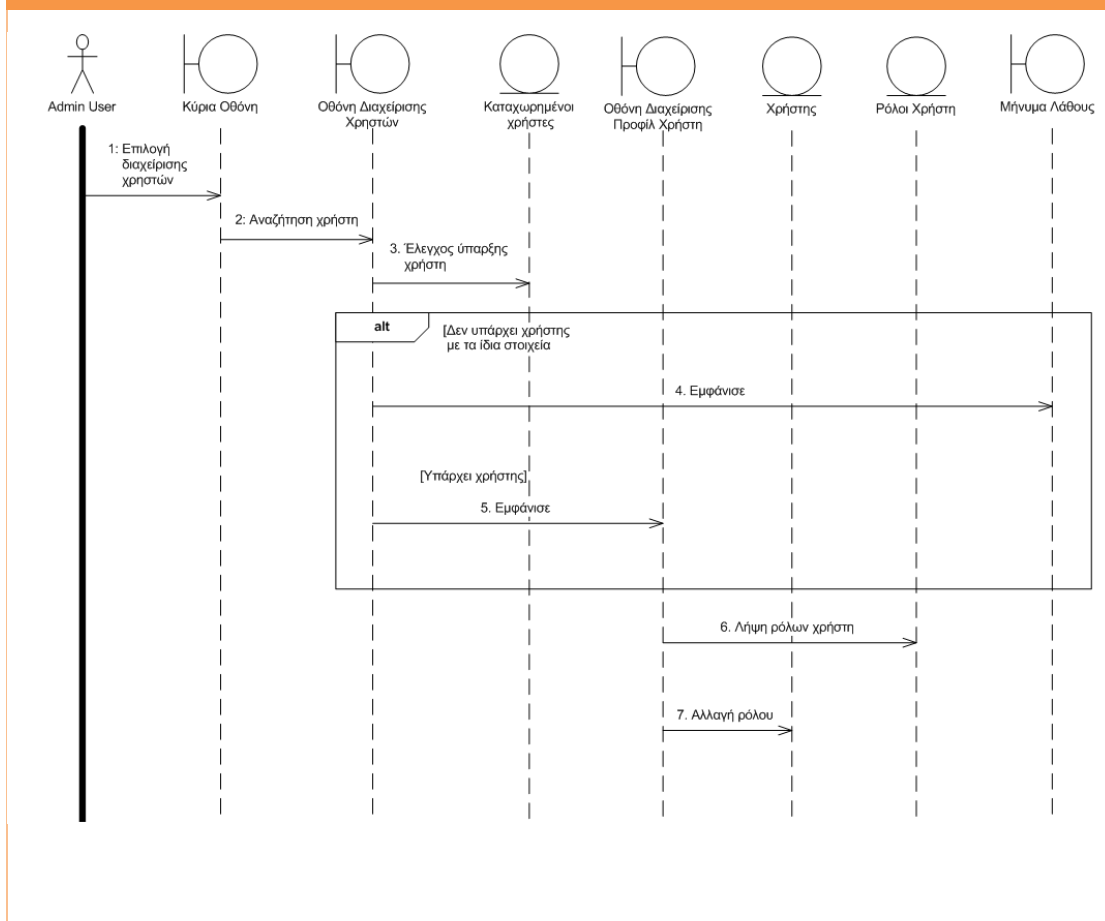 Admin User
Κύρια Οθόνη
Οθόνη Διαχείρισης
Χρηστών
Καταχωρημένοι
χρήστες
Οθόνη Διαχείρισης
Προφίλ Χρήστη
Χρήστης
Ρόλοι Χρήστη
Μήνυμα Λάθους
1: Επιλογή
διαχείρισης
χρηστών
2: Αναζήτηση χρήστη
3. Έλεγχος ύπαρξης
χρήστη
alt
[Δεν υπάρχει χρήστης
με τα ίδια στοιχεία
4. Εμφάνισε
[Υπάρχει χρήστης]
5. Εμφάνισε
6. Λήψη ρόλων χρήστη
7. Αλλαγή ρόλου